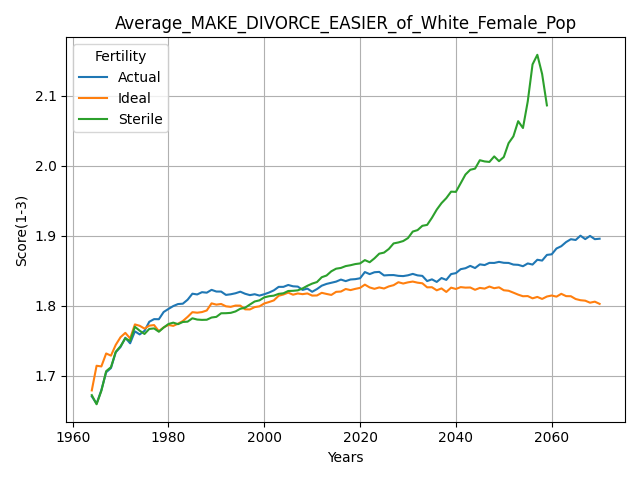 Average_MAKE_DIVORCE_EASIER_of_White_Female_Pop
Fertility
Actual
Ideal
Sterile
Score(1-3)
2.1
2.0
1.9
1.8
1.7
1960 1980 2000 2020 2040 2060
Years